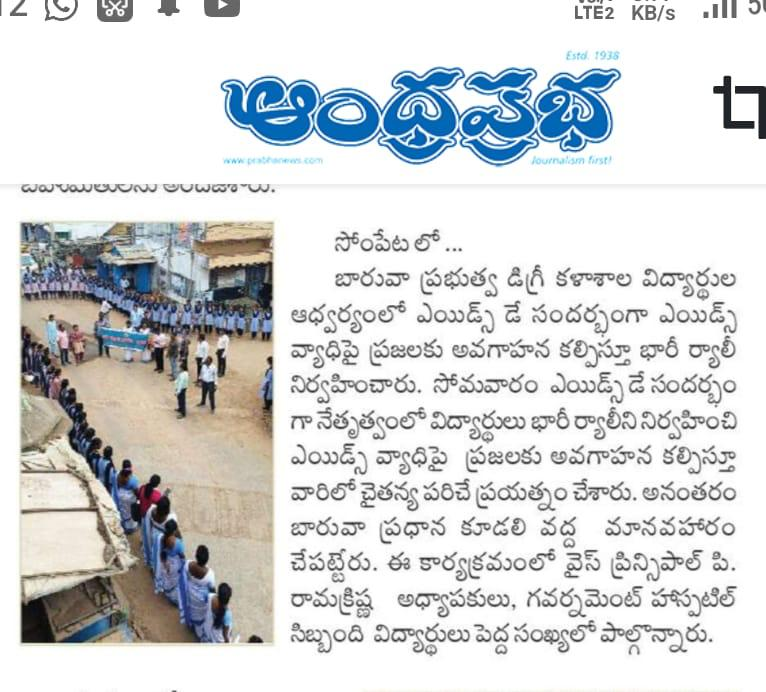 LTE2 KB/s
Estd. 1938
ఆంధ్రప్రభ
www.prabhanews.com
Journalism first!
సోంపేట లో ...
బారువా ప్రభుత్వ డిగ్రీ కళాశాల విద్యార్థుల
ఆధ్వర్యంలో ఎయిడ్స్ డే సందర్భంగా ఎయిడ్స్
వ్యాధిపై ప్రజలకు అవగాహన కల్పిస్తూ భారీ ర్యాలీ
నిర్వహించారు. సోమవారం ఎయిడ్స్ డే సందర్భం
గా నేతృత్వంలో విద్యార్థులు భారీ ర్యాలీని నిర్వహించి
ఎయిడ్స్ వ్యాధిపై ప్రజలకు అవగాహన కల్పిస్తూ
వారిలో చైతన్య పరిచే ప్రయత్నం చేశారు. అనంతరం
బారువా ప్రధాన కూడలి వద్ద మానవహారం
చేపట్టేరు. ఈ కార్యక్రమంలో వైస్ ప్రిన్సిపాల్ పి.
రామక్రిష్ణ అధ్యాపకులు, గవర్నమెంట్ హాస్పటల్
సిబ్బంది విద్యార్థులు పెద్ద సంఖ్యలో పాల్గొన్నారు.